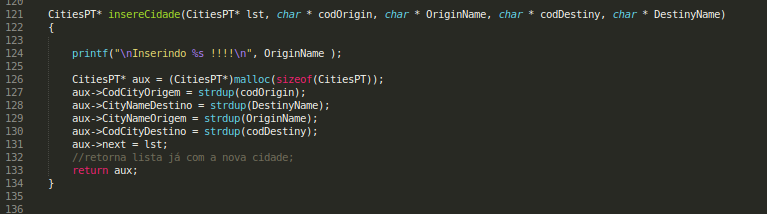 120
121 CitiesPT* insereCidade(CitiesPT* lst, char * codOrigin, char * OriginName, char * codDestiny, char * DestinyName)
122 {
123
124 printf("\nInserindo %s !!!!\n", OriginName );
125
126 CitiesPT* aux = (CitiesPT*)malloc(sizeof(CitiesPT));
127 aux->CodCityOrigem = strdup(codOrigin);
128 aux->CityNameDestino = strdup(DestinyName);
129 aux->CityNameOrigem = strdup(OriginName);
130 aux->CodCityDestino = strdup(codDestiny);
131 aux->next = lst;
132 //retorna lista já com a nova cidade;
133 return aux;
134 }
135
136